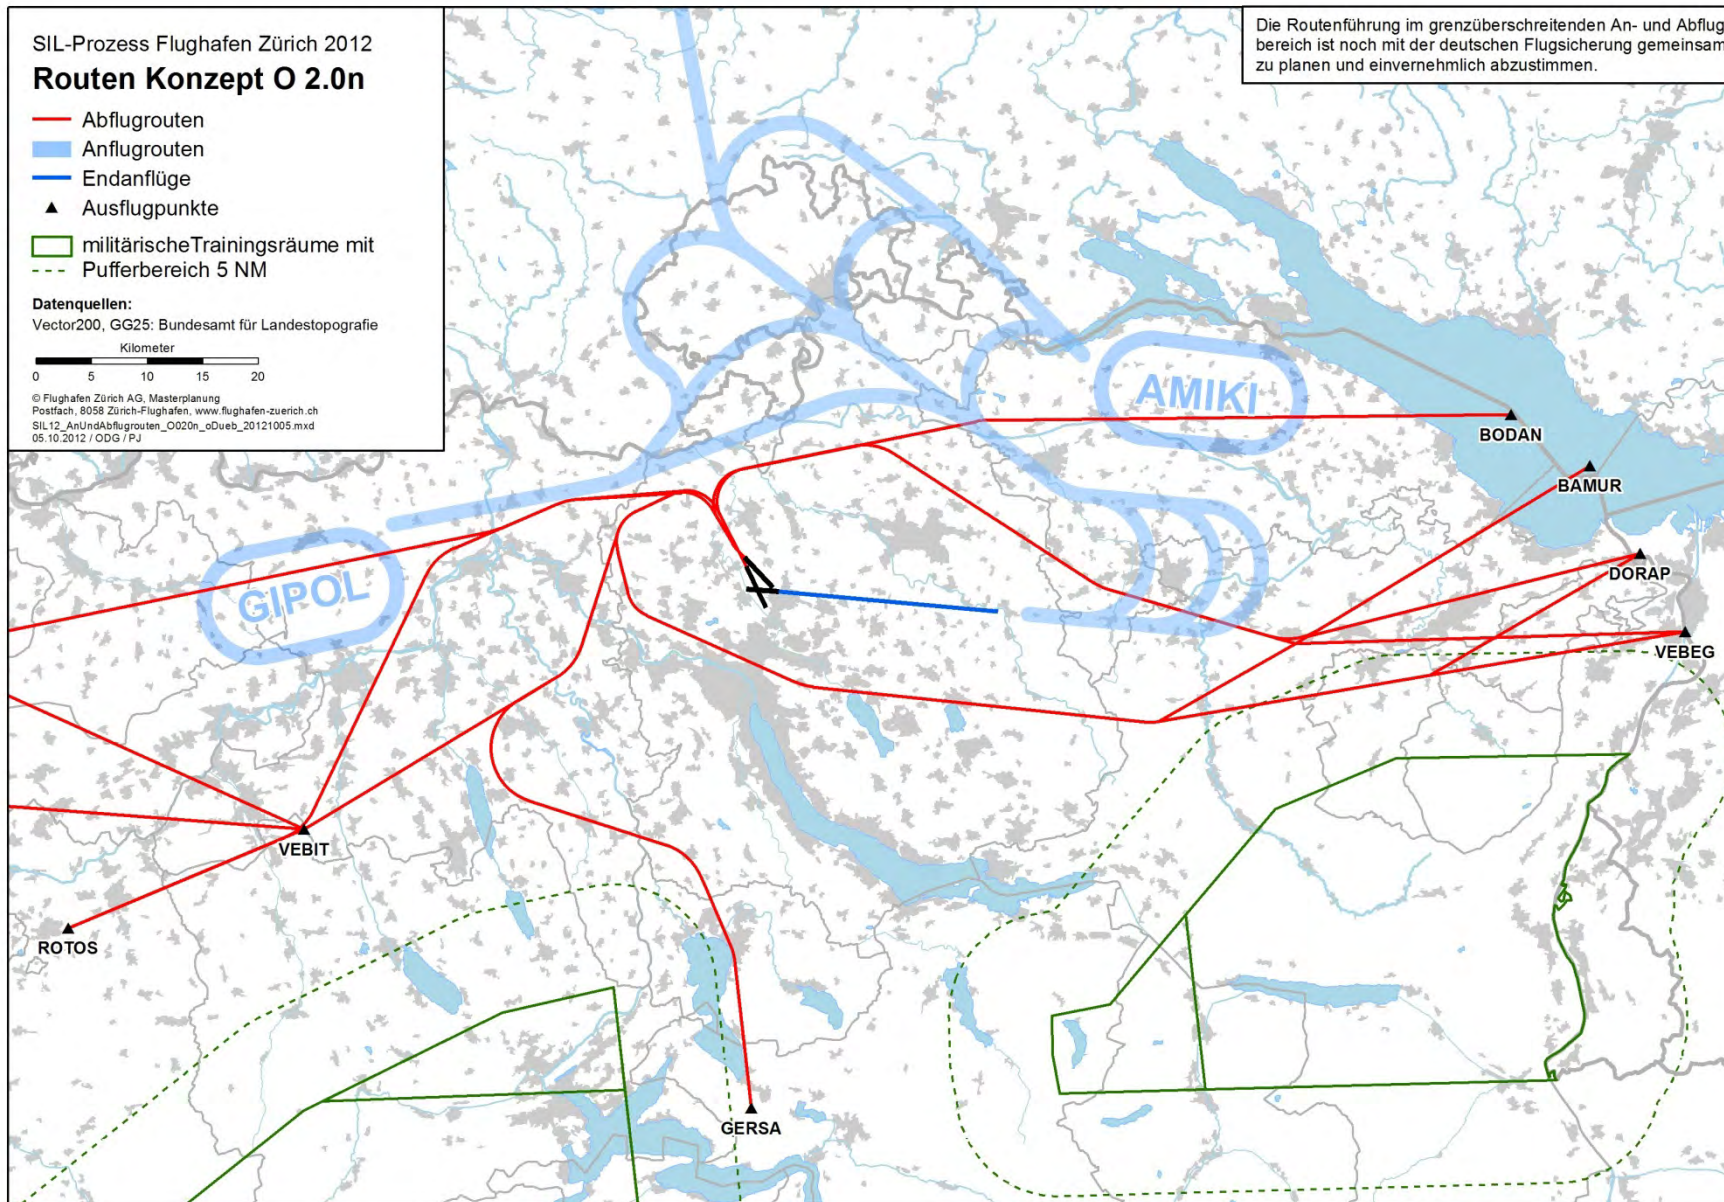 SIL-Prozess Flughafen Zürich 2012
Routen Konzept O 2.0n
Abflugrouten
Anflugrouten
Endanflüge
Ausflugpunkte
militärischeTrainingsräume mit
Pufferbereich 5 NM
Datenquellen:
Vector200, GG25: Bundesamt für Landestopografie
Kilometer
0 5 10 15 20
© Flughafen Zürich AG, Masterplanung
Postfach, 8058 Zürich-Flughafen, www.flughafen-zuerich.ch
SIL12_AnUndAbflugrouten_O020n_oDueb_20121005.mxd
05.10.2012 / ODG / PJ
Die Routenführung im grenzüberschreitenden An- und Abflug
bereich ist noch mit der deutschen Flugsicherung gemeinsam
zu planen und einvernehmlich abzustimmen.
AMIKI
BODAN
BAMUR
DORAP
GIPOL
VEBEG
VEBIT
ROTOS
GERSA